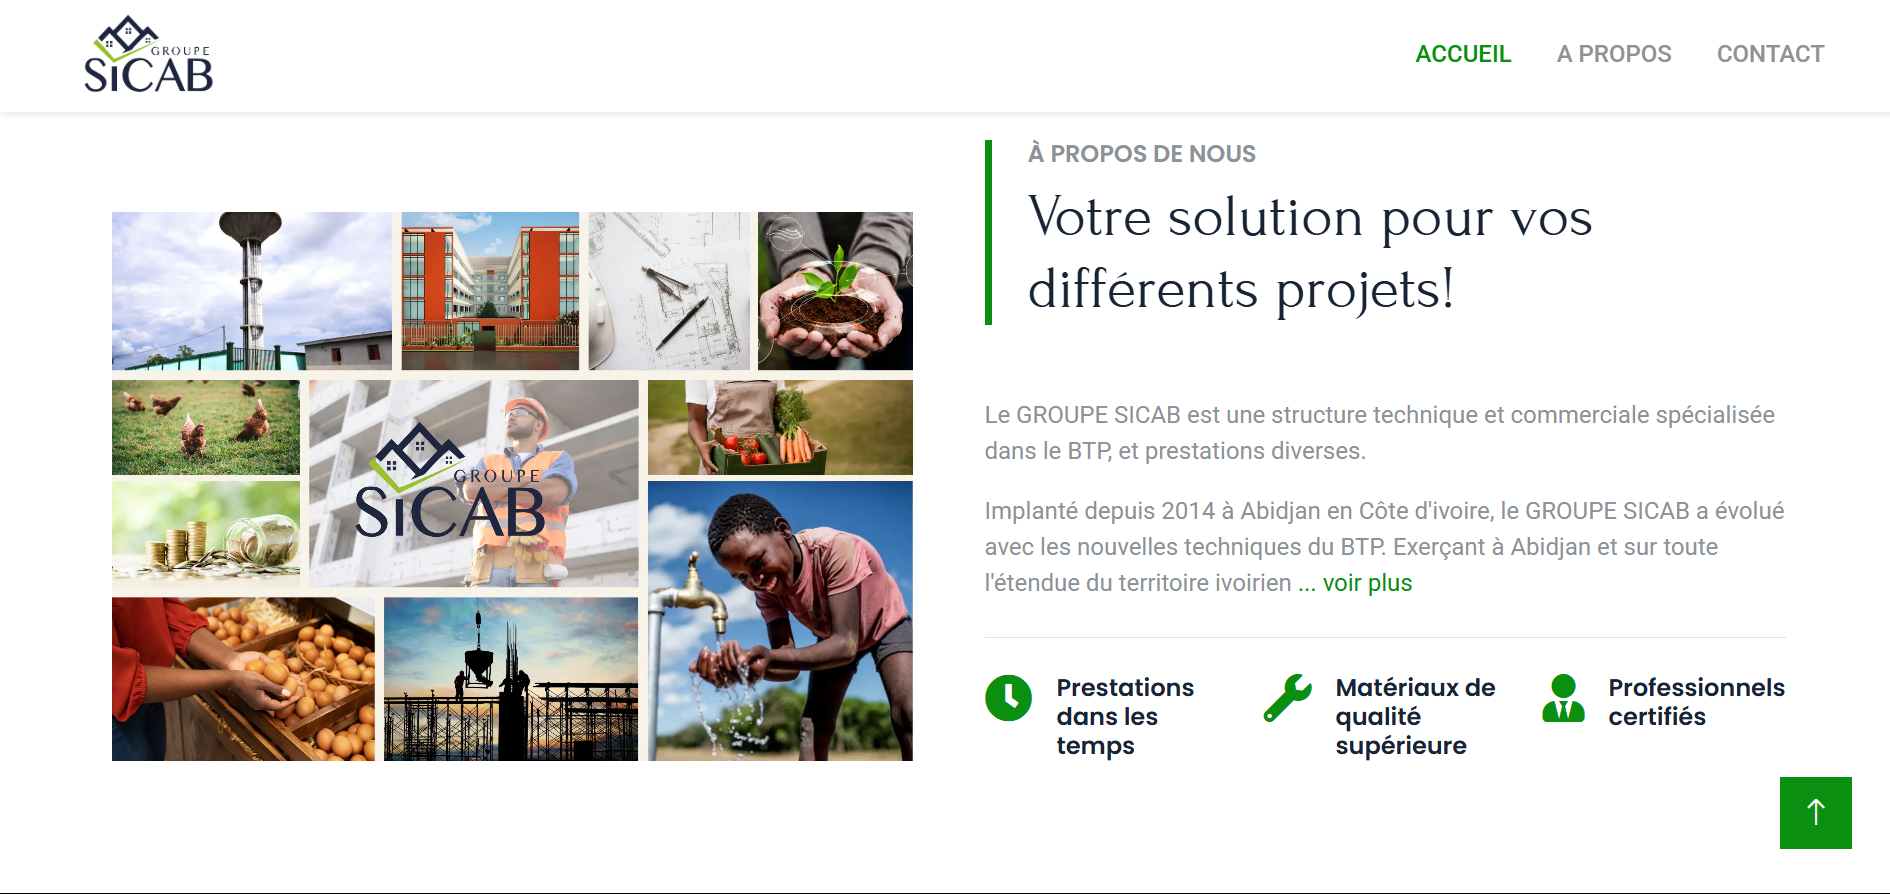 GROUPE
SiCAB
ACCUEIL
A PROPOS
CONTACT
GROUPE
SiCAB
À PROPOS DE NOUS
Votre solution pour vos
différents projets!
Le GROUPE SICAB est une structure technique et commerciale spécialisée
dans le BTP, et prestations diverses.
Implanté depuis 2014 à Abidjan en Côte d'ivoire, le GROUPE SICAB a évolué
avec les nouvelles techniques du BTP. Exerçant à Abidjan et sur toute
l'étendue du territoire ivoirien ... voir plus
Prestations
dans les
temps
Matériaux de
qualité
supérieure
Professionnels
certifiés